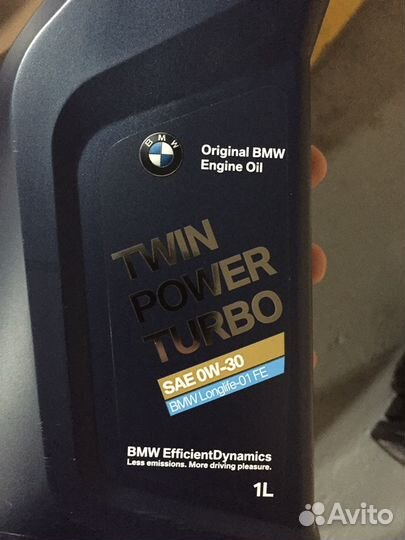 BMW
Original BMW
Engine Oil
TWIN
POWER
TURBO
SAE 0W-30
BMW Longlife-01 FE
BMW EfficientDynamics
Less emissions. More driving pleasure.
1L
Avito